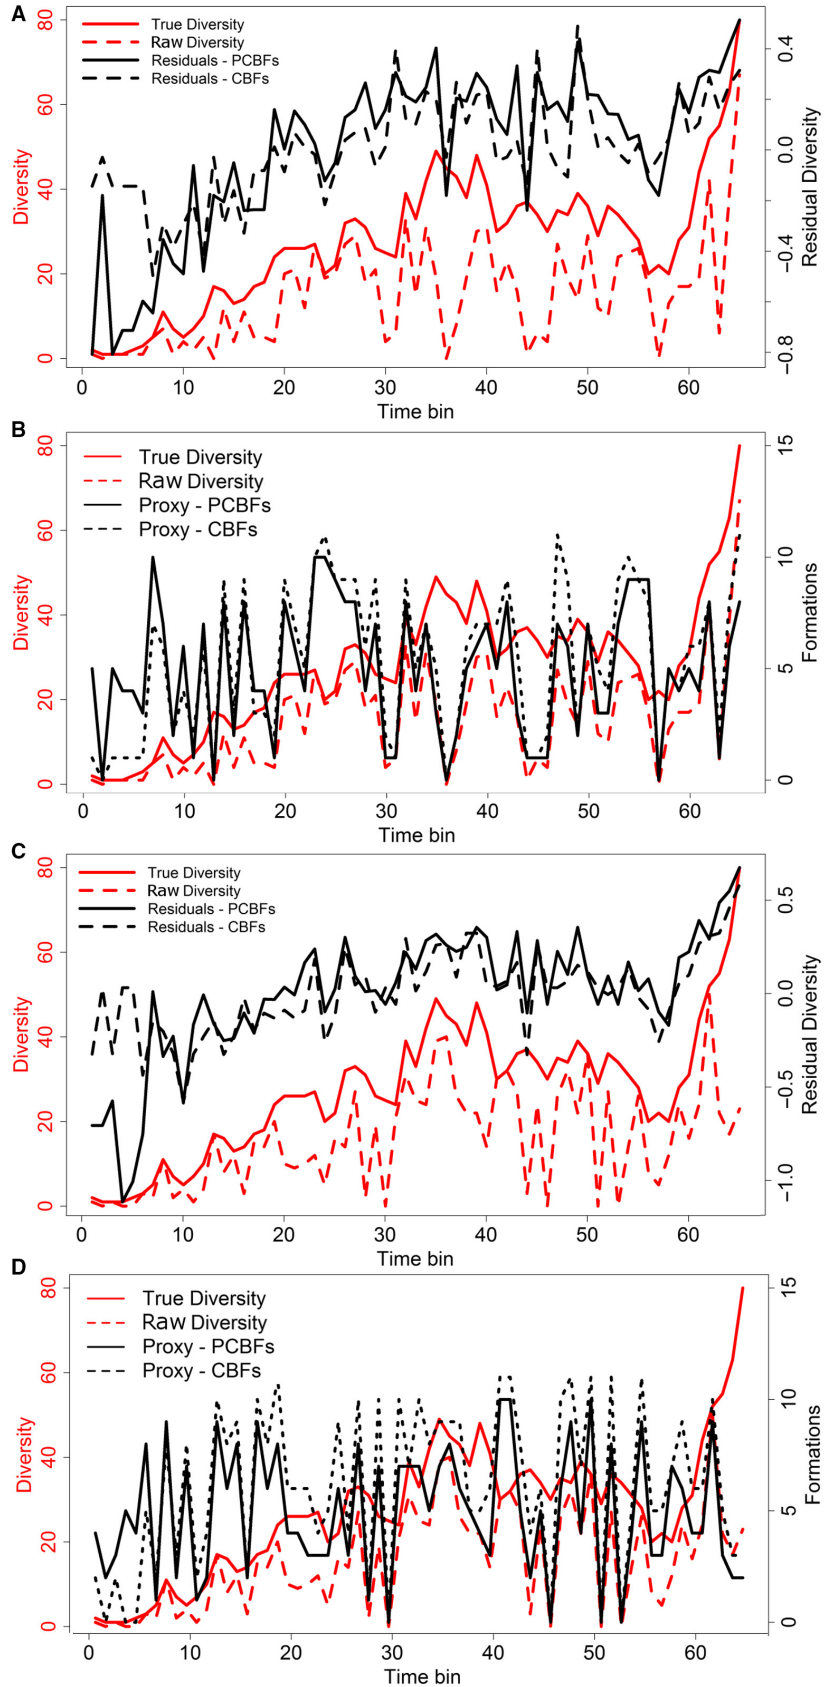 A
80
60
40
20
0
Diversity
True Diversity
Raw Diversity
Residuals - PCBFs
Residuals - CBFs
0.4
0.0
−0.4
−0.8
Residual Diversity
0 10 20 30 40 50 60
Time bin
B
80
60
40
20
0
Diversity
True Diversity
Raw Diversity
Proxy - PCBFs
Proxy - CBFs
15
10
5
0
Formations
0 10 20 30 40 50 60
Time bin
C
80
60
40
20
0
Diversity
True Diversity
Raw Diversity
Residuals - PCBFs
Residuals - CBFs
0.5
0.0
−0.5
−1.0
Residual Diversity
0 10 20 30 40 50 60
Time bin
D
80
60
40
20
0
Diversity
True Diversity
Raw Diversity
Proxy - PCBFs
Proxy - CBFs
15
10
5
0
Formations
0 10 20 30 40 50 60
Time bin